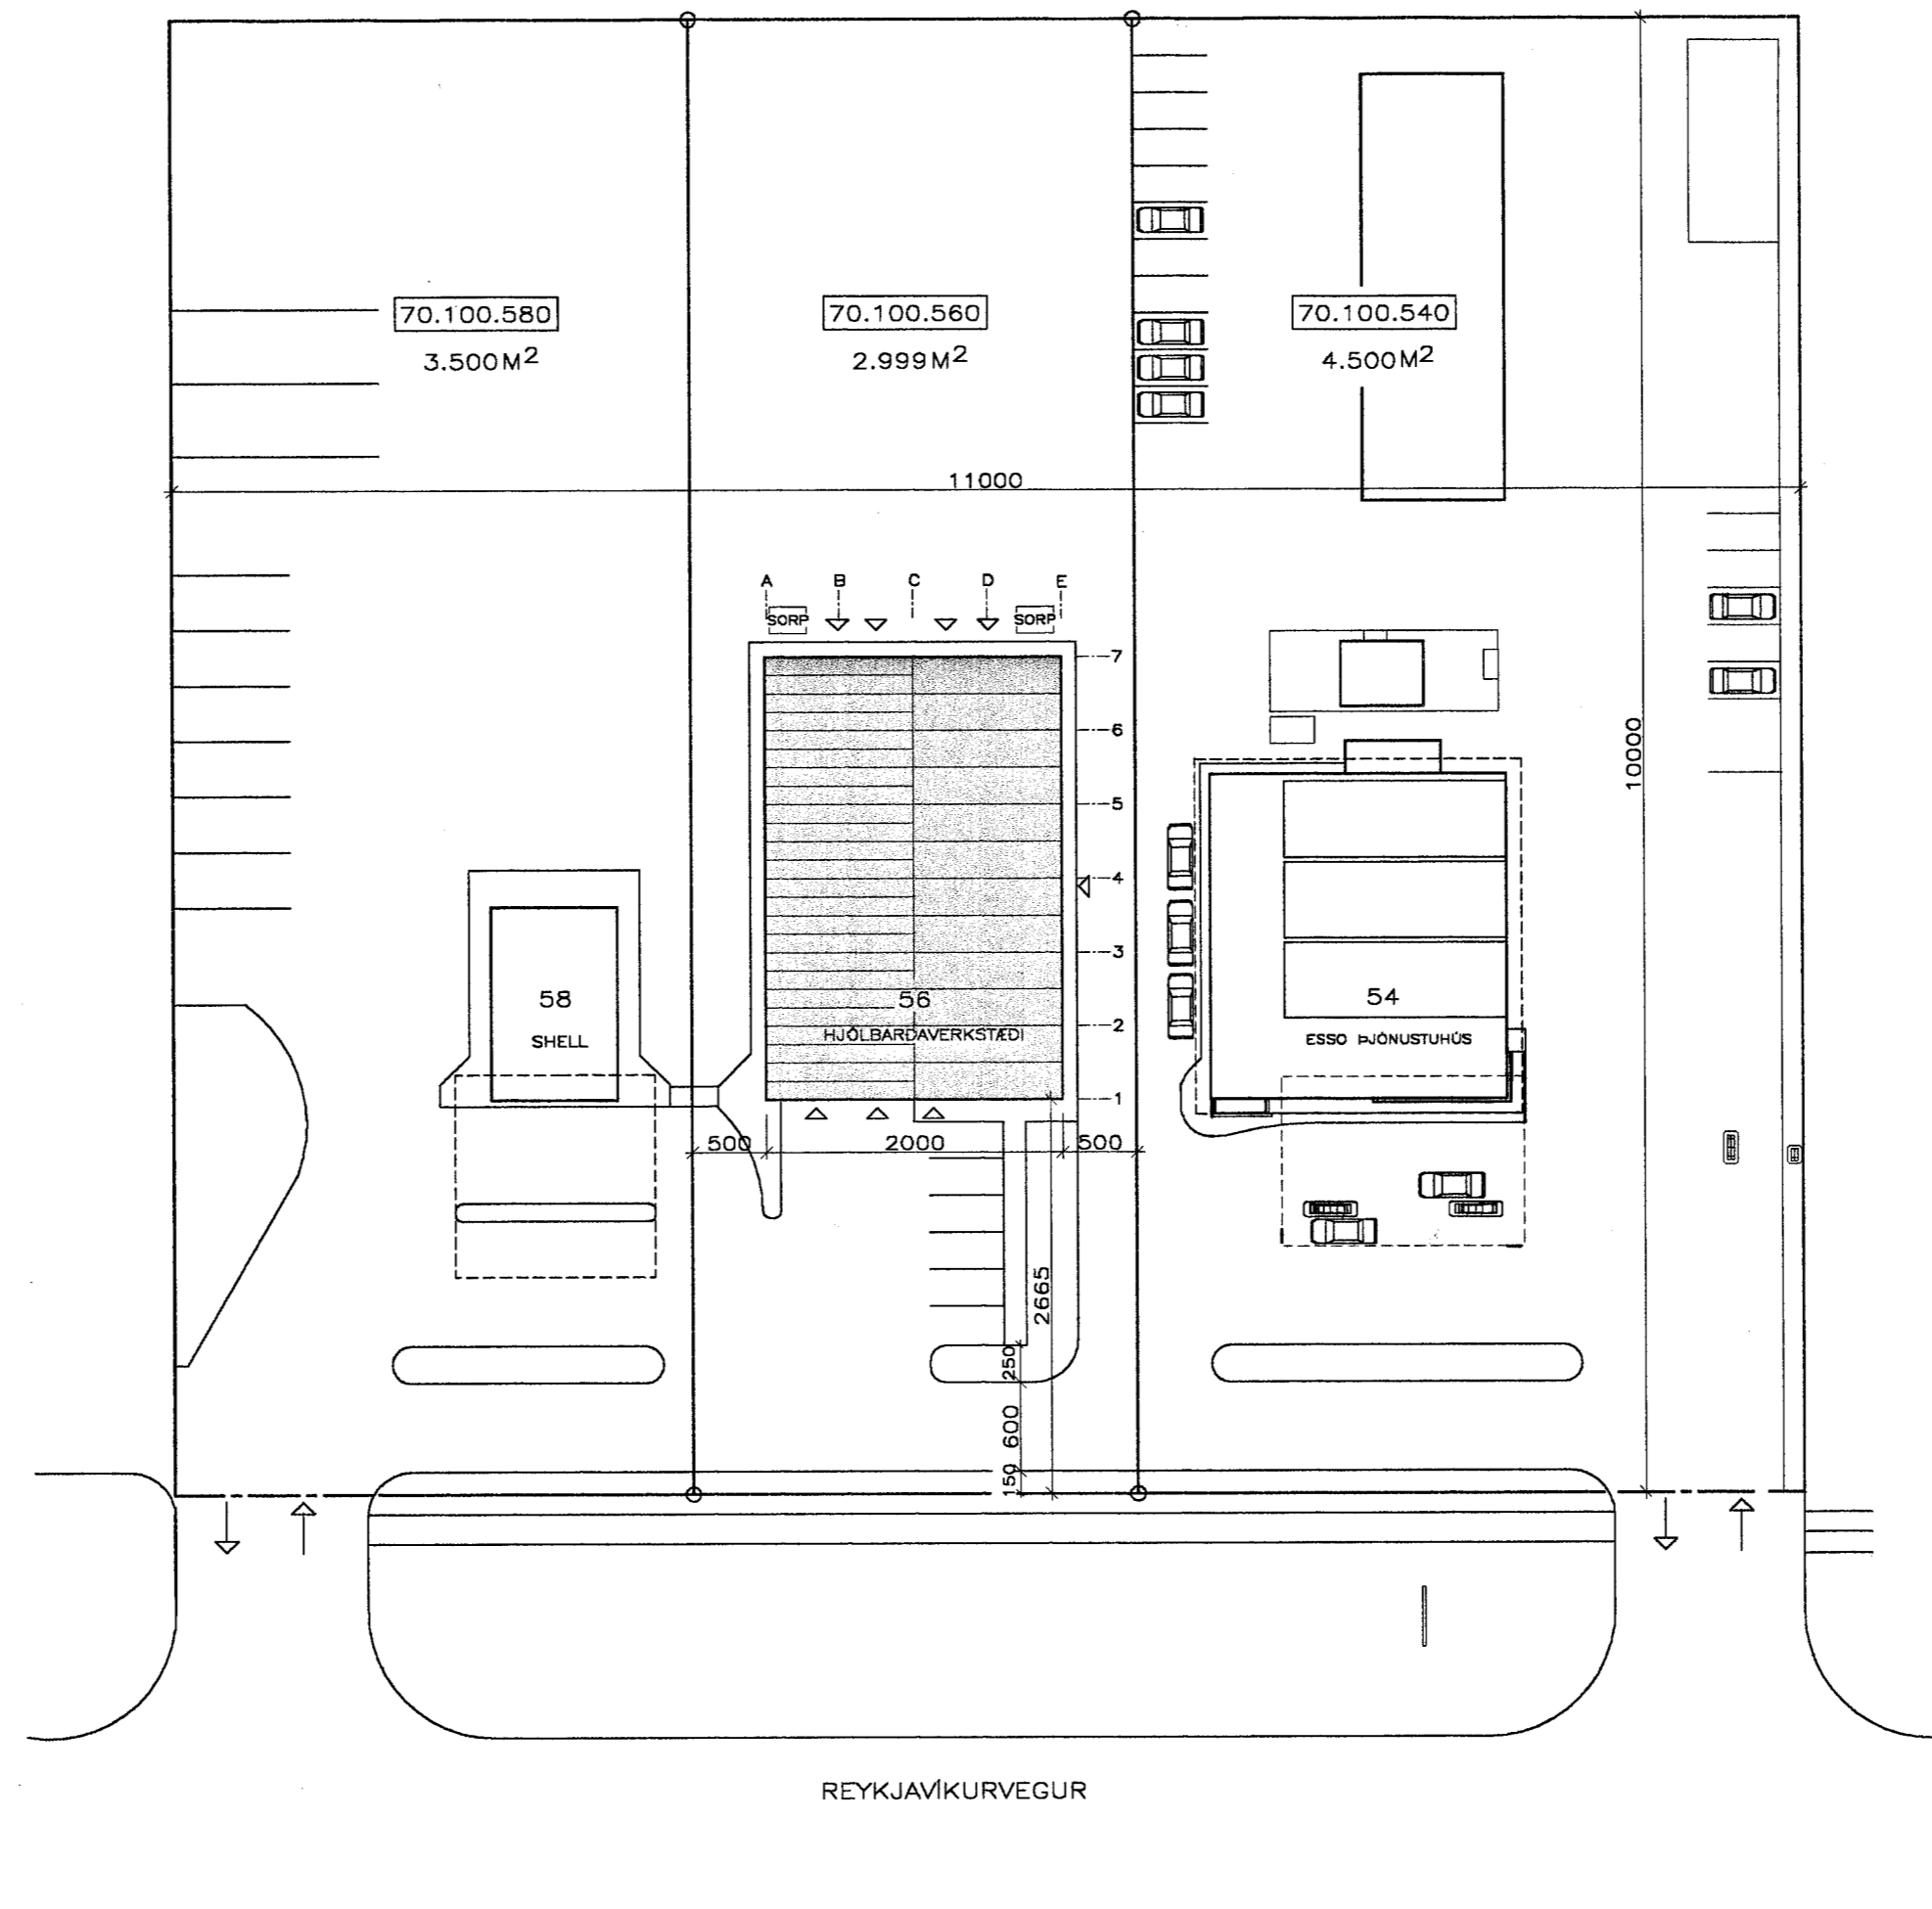 70.100.580
3.500M2
70.100.560
2.999M2
70.100.540
4.500M2
11000
A B C D E
SORP SORP
7
6
5
4
3
2
1
10000
58
SHELL
56
HJÓLBARÐAVERKSTÆÐI
54
ESSO ÞJÓNUSTUHÚS
500 2000 500
2665
250
600
150
REYKJAVÍKURVEGUR